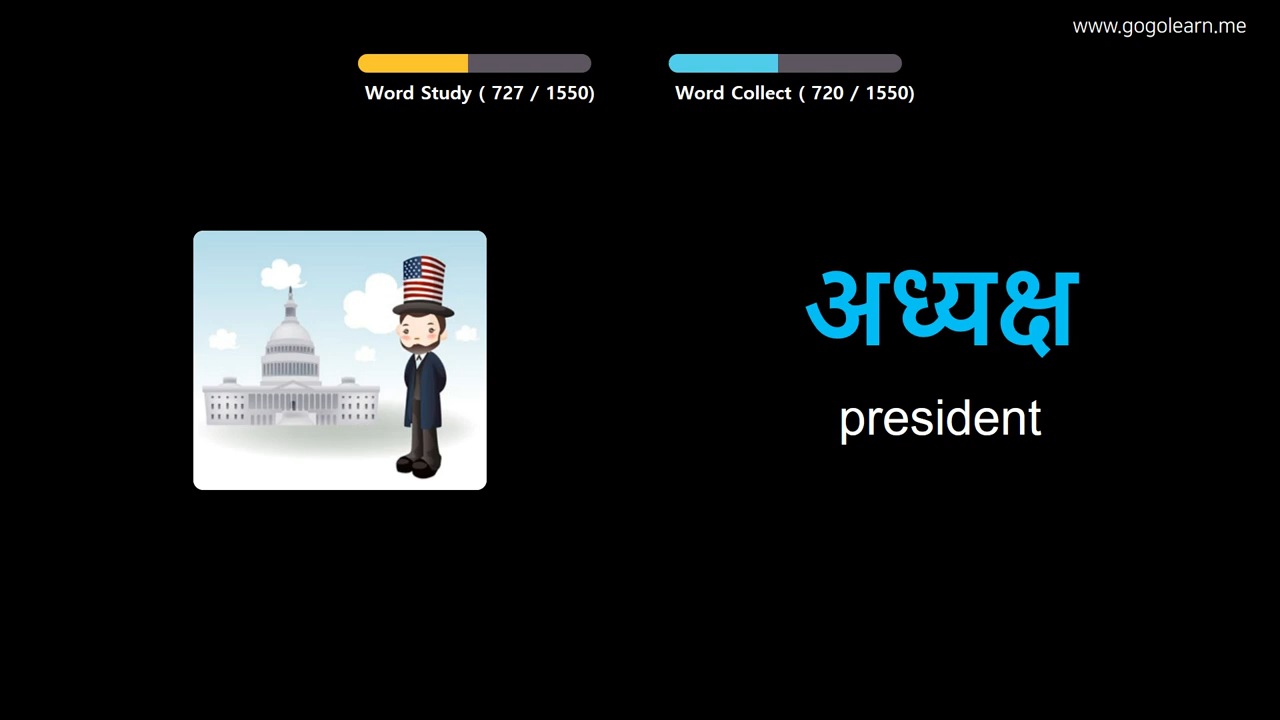 www.gogolearn.me
Word Study ( 727 / 1550)
Word Collect ( 720 / 1550)
अध्यक्ष
president